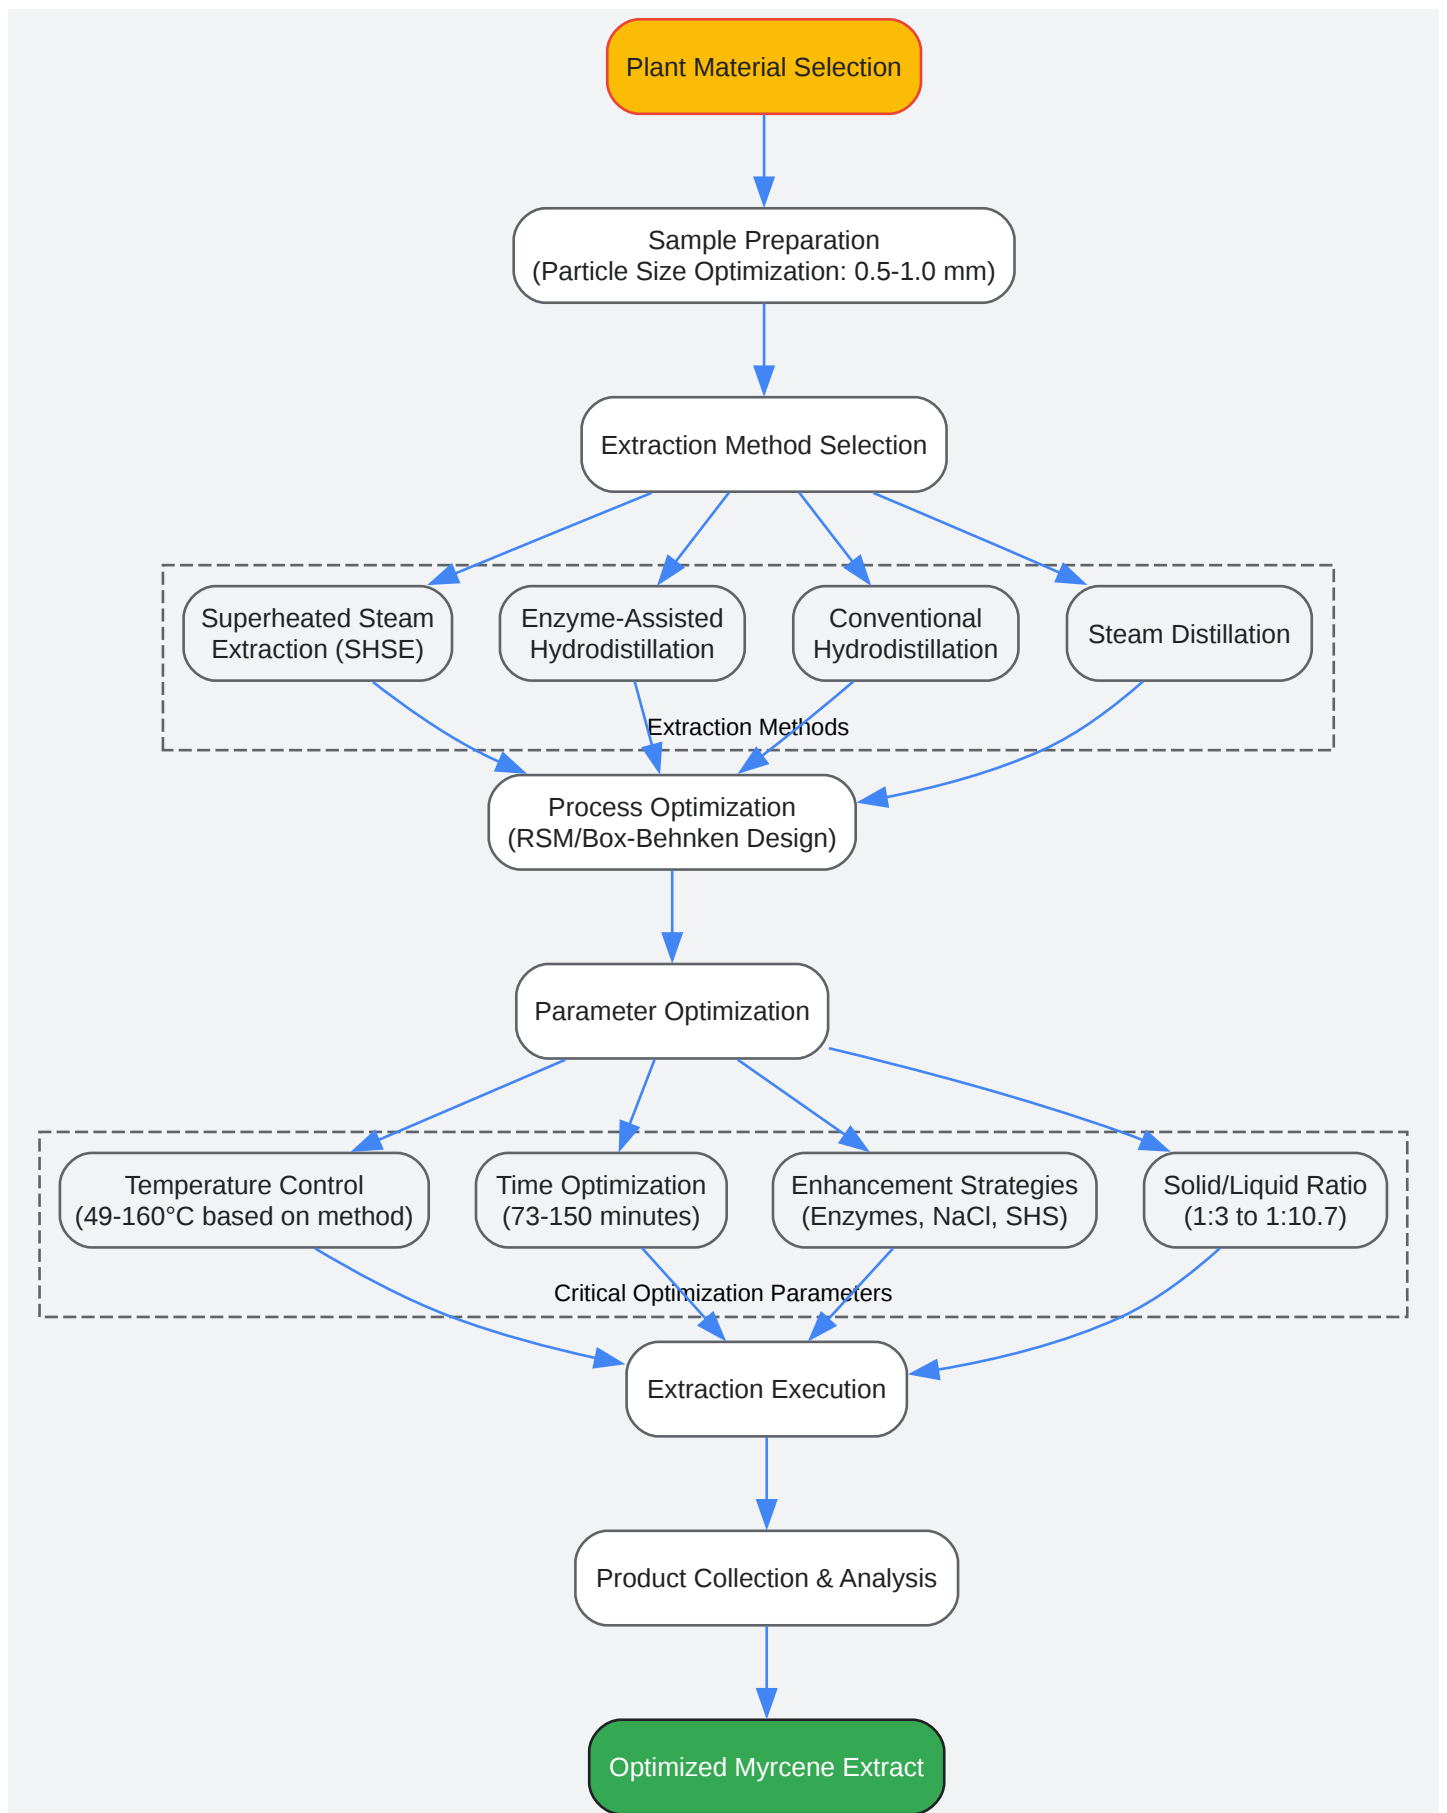 Plant Material Selection
Sample Preparation
(Particle Size Optimization: 0.5-1.0 mm)
Extraction Method Selection
Superheated Steam
Extraction (SHSE)
Enzyme-Assisted
Hydrodistillation
Conventional
Hydrodistillation
Steam Distillation
Extraction Methods
Process Optimization
(RSM/Box-Behnken Design)
Parameter Optimization
Temperature Control
(49-160°C based on method)
Time Optimization
(73-150 minutes)
Enhancement Strategies
(Enzymes, NaCl, SHS)
Solid/Liquid Ratio
(1:3 to 1:10.7)
Critical Optimization Parameters
Extraction Execution
Product Collection & Analysis
Optimized Myrcene Extract